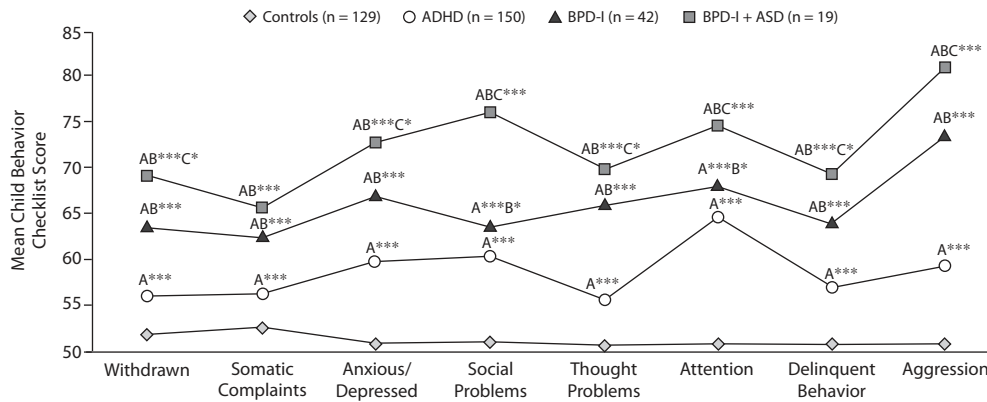 Controls (n = 129) ADHD (n = 150) BPD-I (n = 42) BPD-I + ASD (n = 19)
Mean Child Behavior
Checklist Score
85
80
75
70
65
60
55
50
AB***C*
AB***
AB***C*
ABC***
AB***C*
ABC***
AB***C*
ABC***
AB***
AB***
AB***
A***B*
AB***
A***B*
AB***
AB***
A***
A***
A***
A***
A***
A***
A***
A***
Withdrawn
Somatic
Complaints
Anxious/
Depressed
Social
Problems
Thought
Problems
Attention
Delinquent
Behavior
Aggression